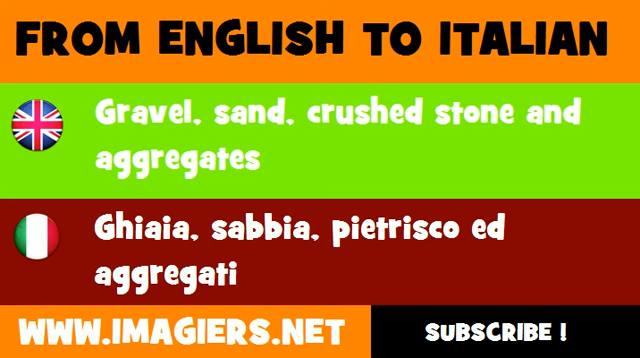 FROM ENGLISH TO ITALIAN
Gravel, sand, crushed stone and
aggregates
Ghiaia, sabbia, pietrisco ed
aggregati
WWW.IMAGIERS.NET
SUBSCRIBE !